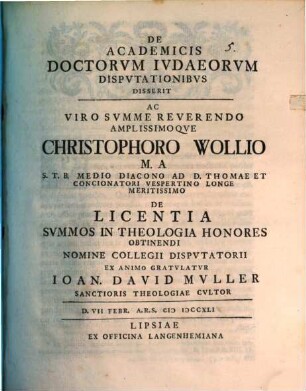 DE
ACADEMICIS
DOCTORVM IVDAEORVM
DISPVTATIONIBVS
DISSERIT
5.
AC
VIRO SVMME REVERENDO
AMPLISSIMOQVE
CHRISTOPHORO WOLLIO
M. A
S. T. B. MEDIO DIACONO AD D. THOMAE ET
CONCIONATORI VESPERTINO LONGE
MERITISSIMO
DE
LICENTIA
SVMMOS IN THEOLOGIA HONORES
OBTINENDI
NOMINE COLLEGII DISPVTATORII
EX ANIMO GRATVLATVR
IOAN. DAVID MVLLER
SANCTIORIS THEOLOGIAE CVLTOR
D. VII FEBR. A. R. S. CIↃ IↃCCXLI
LIPSIAE
EX OFFICINA LANGENHEMIANA